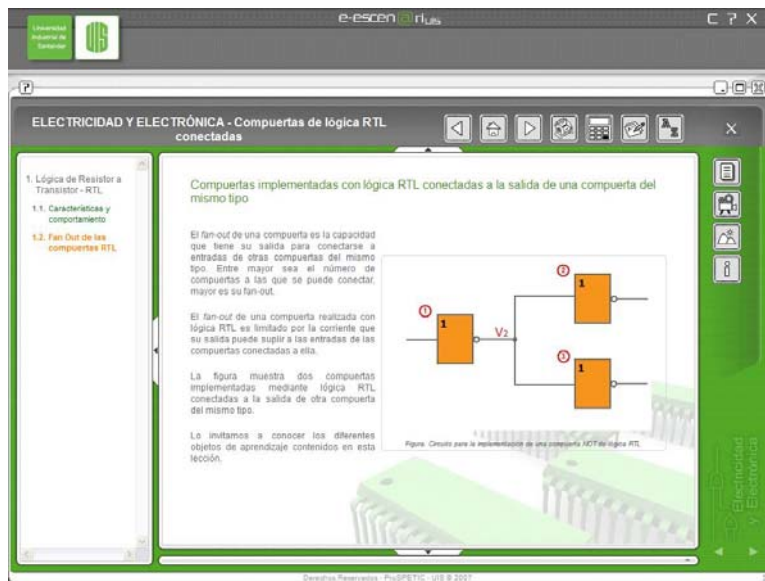 Universidad
Industrial de
Santander
UIS
e-escen@riUIS
ELECTRICIDAD Y ELECTRÓNICA - Compuertas de lógica RTL
conectadas
1. Lógica de Resistor a
Transistor - RTL
1.1. Características y
comportamiento
1.2. Fan Out de las
compuertas RTL
Compuertas implementadas con lógica RTL conectadas a la salida de una compuerta del
mismo tipo
El fan-out de una compuerta es la capacidad
que tiene su salida para conectarse a
entradas de otras compuertas del mismo
tipo. Entre mayor sea el número de
compuertas a las que se puede conectar,
mayor es su fan-out.
El fan-out de una compuerta realizada con
lógica RTL es limitado por la corriente que
su salida puede suplir a las entradas de las
compuertas conectadas a ella.
La figura muestra dos compuertas
implementadas mediante lógica RTL
conectadas a la salida de otra compuerta
del mismo tipo.
Lo invitamos a conocer los diferentes
objetos de aprendizaje contenidos en esta
lección.
1
1
V2
2
1
3
1
Figura. Circuito para la implementación de una compuerta NOT de lógica RTL
Electricidad
y Electrónica
Derechos Reservados - ProSPETIC - UIS @ 2007